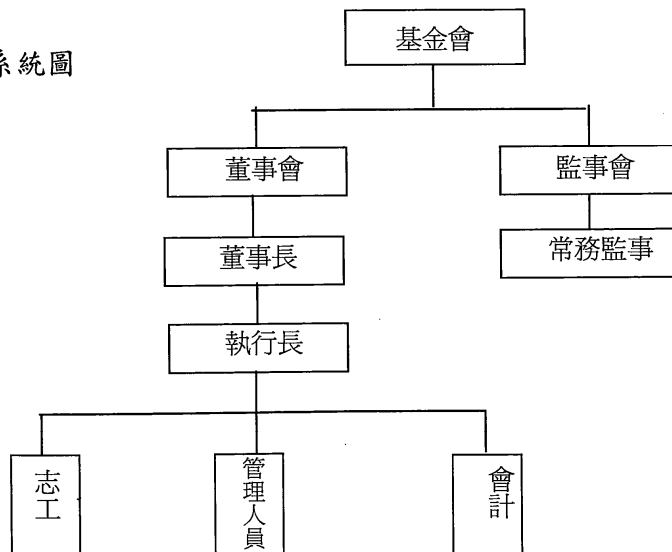 基金會
系統圖
董事會
監事會
董事長
常務監事
執行長
志工
管理人員
會計